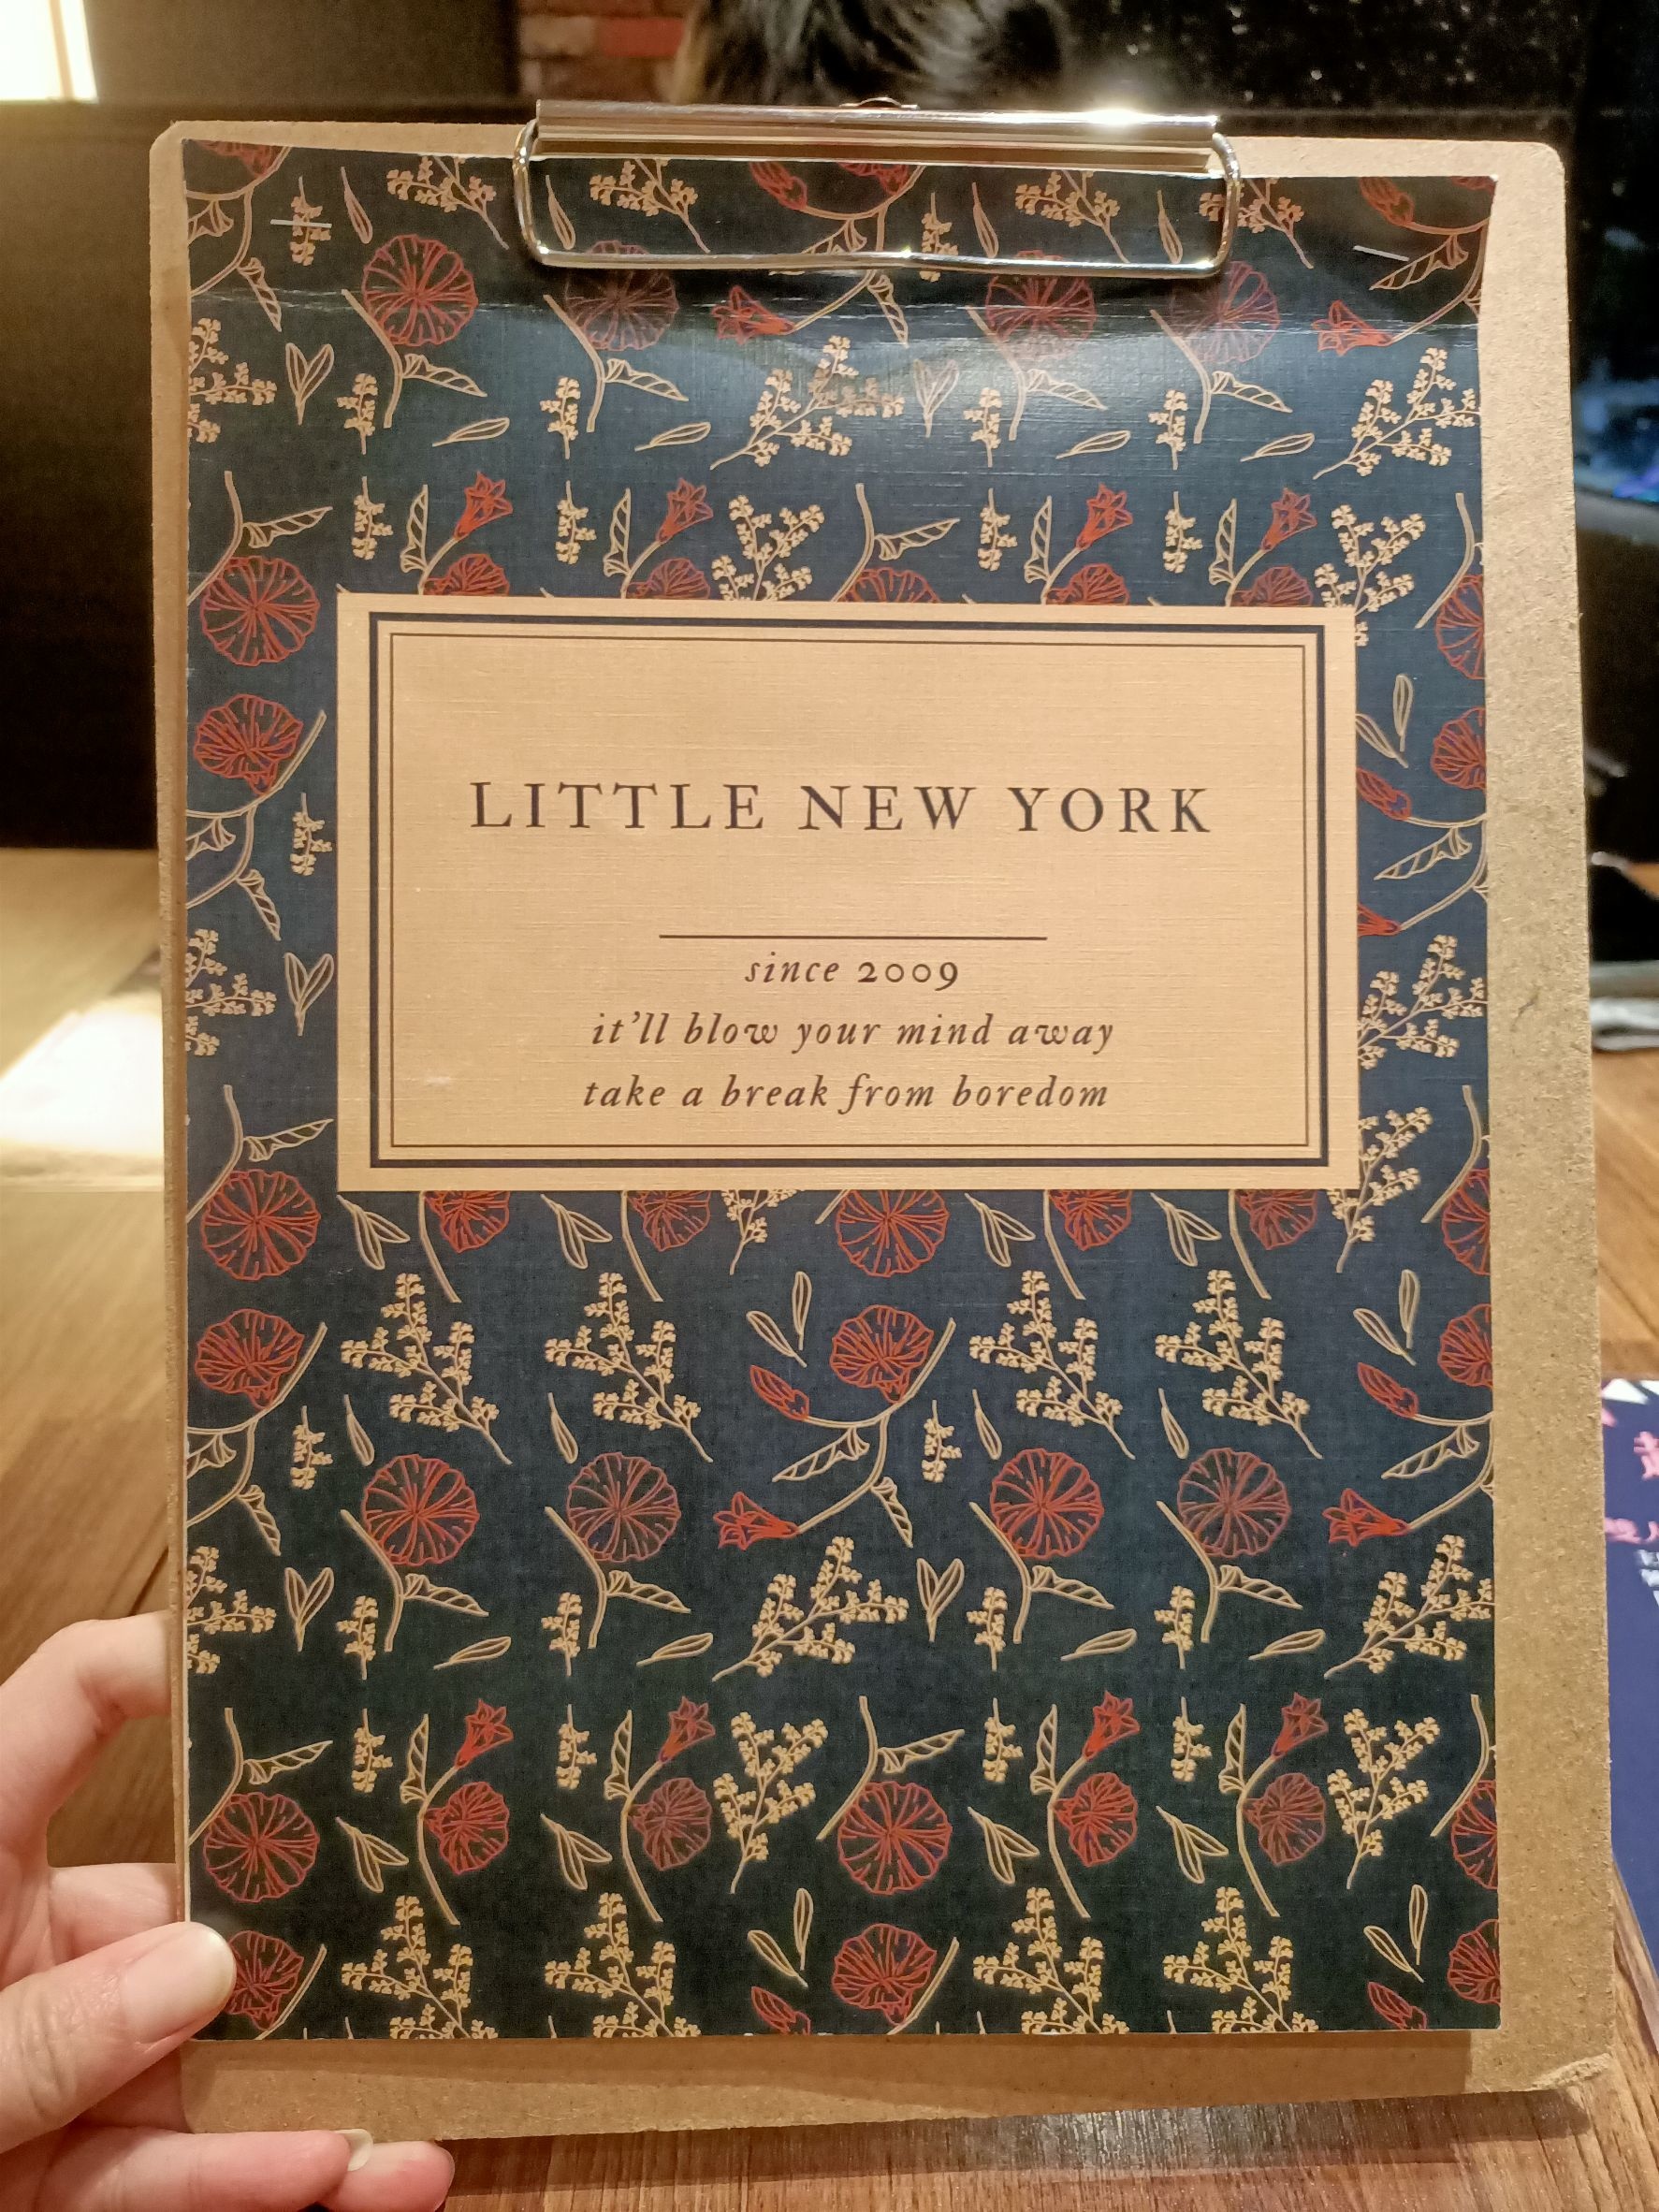 LITTLE NEW YORK
since 2009
it'll blow your mind away
take a break from boredom